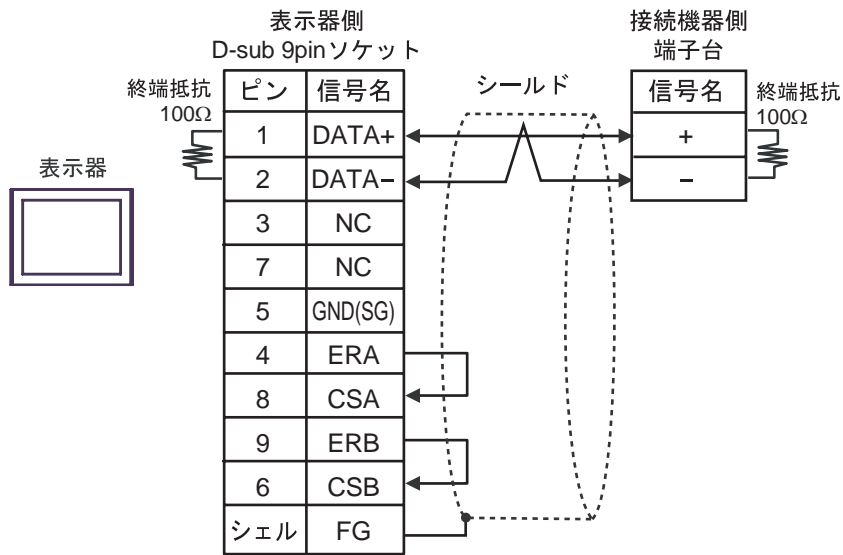 表示器側
D-sub 9pinソケット
接続機器側
端子台
終端抵抗
100Ω
シールド
終端抵抗
100Ω
表示器
ピン 信号名
1 DATA+
2 DATA−
3 NC
7 NC
5 GND(SG)
4 ERA
8 CSA
9 ERB
6 CSB
シェル FG
信号名
+
−